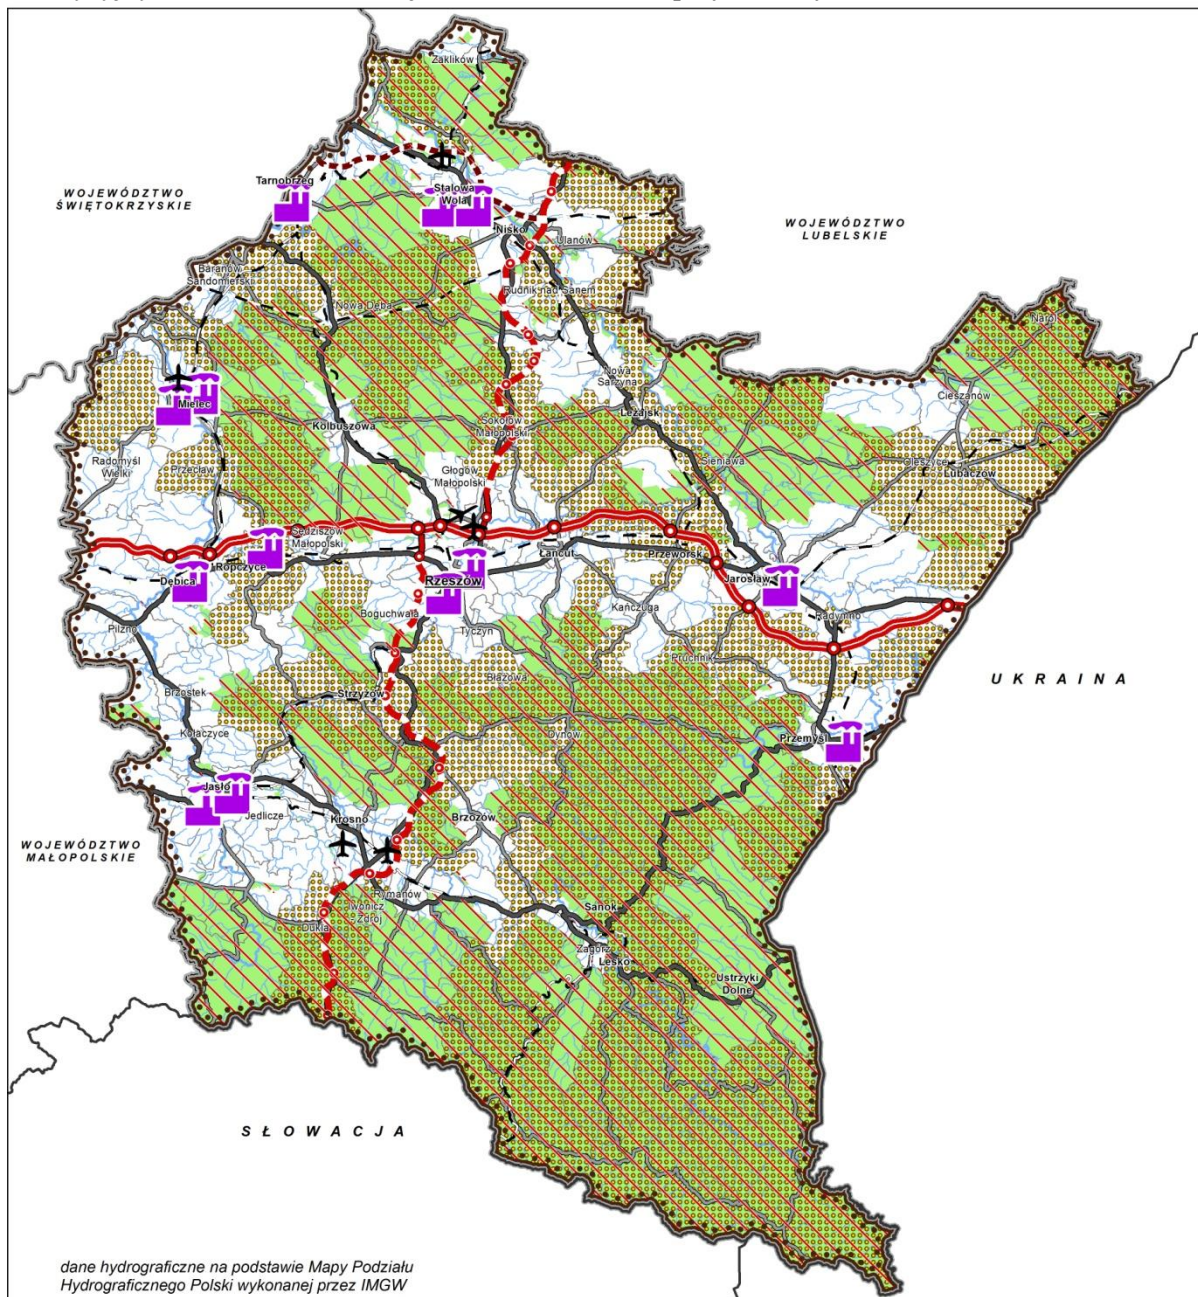 Zaklików
WOJEWÓDZTWO
ŚWIĘTOKRZYSKIE
Tarnobrzeg
Stalowa
Wola
WOJEWÓDZTWO
LUBELSKIE
Nisko
Ulanów
Baranów
Sandomierski
Rudnik nad Sanem
Nowa Dęba
Narol
Nowa
Sarzyna
Mielec
Cieszanów
Kolbuszowa
Sokołów
Małopolski
Leżajsk
Radomyśl
Wielki
Przecław
Głogów
Małopolski
Sieniawa
Oleszyce
Lubaczów
Sędziszów
Małopolski
Ropczyce
Łańcut
Przeworsk
Dębica
Rzeszów
Jarosław
Pilzno
Boguchwała
Tyczyn
Kańczuga
Radymno
Pruchnik
Błażowa
UKRAINA
Brzostek
Strzyżów
Kołaczyce
Dynów
Przemyśl
Jasło
Jedlicze
Krosno
Brzozów
WOJEWÓDZTWO
MAŁOPOLSKIE
Rymanów
Iwonicz
Zdrój
Dukla
Sanok
Zagórz
Lesko
Ustrzyki
Dolne
SŁOWACJA
dane hydrograficzne na podstawie Mapy Podziału
Hydrograficznego Polski wykonanej przez IMGW